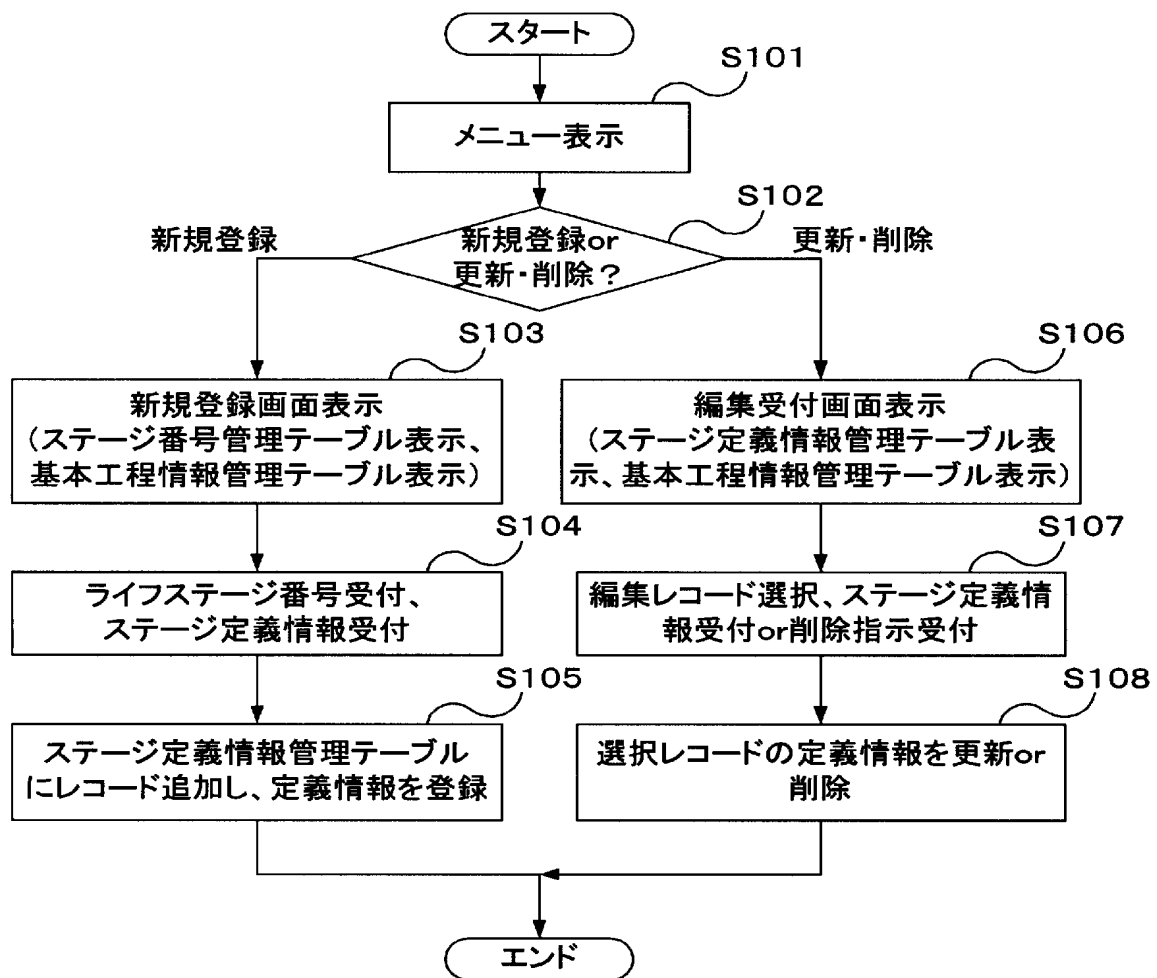 スタート
S101
メニュー表示
S102
新規登録
新規登録or
更新・削除？
更新・削除
S103
新規登録画面表示
（ステージ番号管理テーブル表示、
基本工程情報管理テーブル表示）
S106
編集受付画面表示
（ステージ定義情報管理テーブル表
示、基本工程情報管理テーブル表示）
S104
ライフステージ番号受付、
ステージ定義情報受付
S107
編集レコード選択、ステージ定義情
報受付or削除指示受付
S105
ステージ定義情報管理テーブル
にレコード追加し、定義情報を登録
S108
選択レコードの定義情報を更新or
削除
エンド